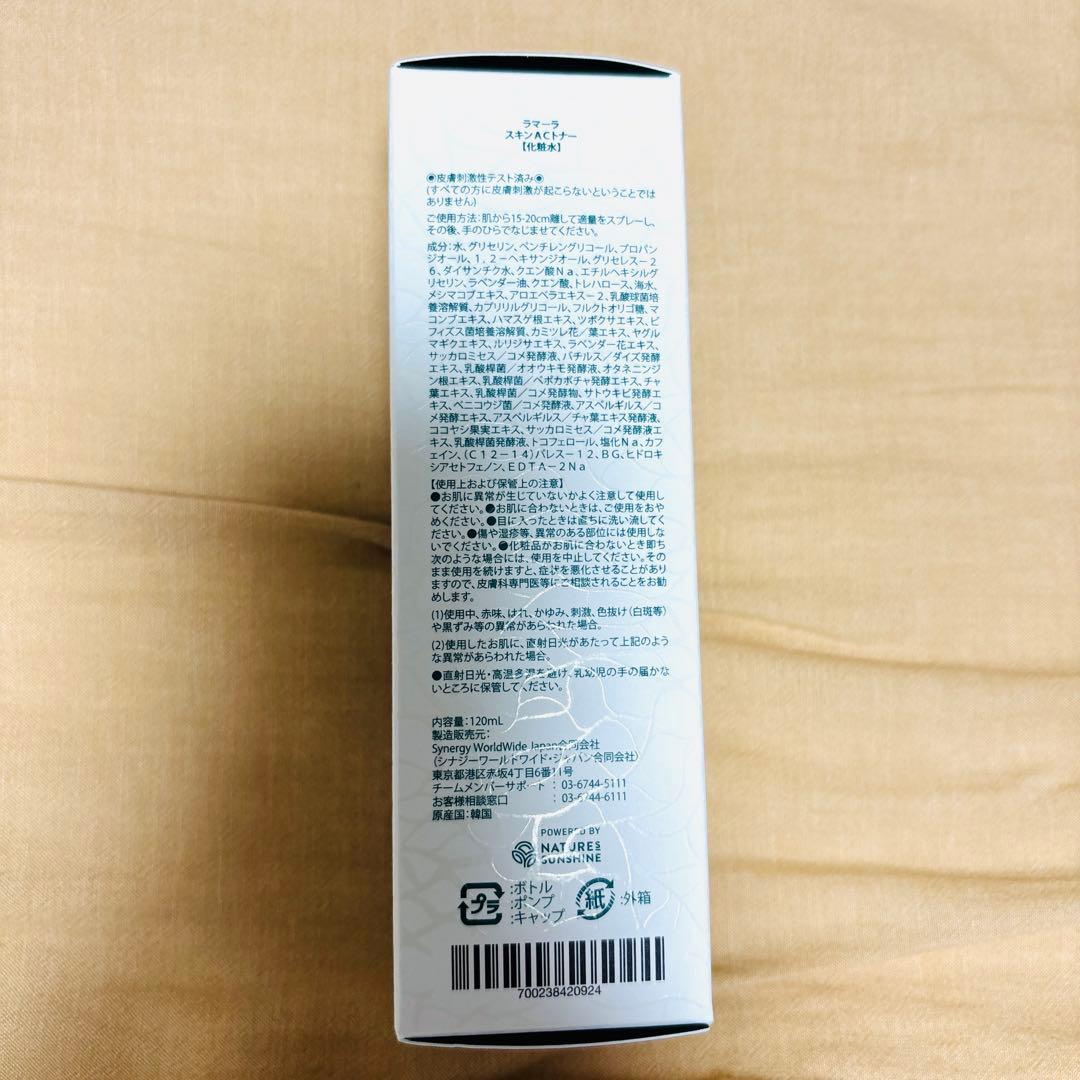 ラマーラ
スキンACトナー
【化粧水】
◉皮膚刺激性テスト済み◉
(すべての方に皮膚刺激が起こらないということでは
ありません)
ご使用方法:肌から15-20cm離して適量をスプレーし、
その後、手のひらでなじませてください。
成分:水、グリセリン、ペンチレングリコール、プロパン
ジオール、1,2-ヘキサンジオール、グリセレス-2
6、ダイサンチク水、クエン酸Na、エチルヘキシルグ
リセリン、ラベンダー油、クエン酸、トレハロース、海水、
メシマコブエキス、アロエベラエキス-2、乳酸球菌培
養溶解質、カプリリルグリコール、フルクトオリゴ糖、マ
コンブエキス、ハマスゲ根エキス、ツボクサエキス、ビ
フィズス菌培養溶解質、カミツレ花/葉エキス、ヤグル
マギクエキス、ルリジサエキス、ラベンダー花エキス、
サッカロミセス/コメ発酵液、バチルス/ダイズ発酵
エキス、乳酸桿菌/オオウキモ発酵液、オタネニンジ
ン根エキス、乳酸桿菌/ペポカボチャ発酵エキス、チャ
葉エキス、乳酸桿菌/コメ発酵物、サトウキビ発酵エ
キス、ベニコウジ菌/コメ発酵液、アスペルギルス/コ
メ発酵エキス、アスペルギルス/チャ葉エキス発酵液、
ココヤシ果実エキス、サッカロミセス/コメ発酵液エ
キス、乳酸桿菌発酵液、トコフェロール、塩化Na、カフ
ェイン、(C12-14)パレス-12、BG、ヒドロキ
シアセトフェノン、EDTA-2Na
【使用上および保管上の注意】
●お肌に異常が生じていないかよく注意して使用し
てください。●お肌に合わないときは、ご使用をおや
めください。●目に入ったときは直ちに洗い流してく
ださい。●傷や湿疹等、異常のある部位には使用しな
いでください。●化粧品がお肌に合わないとき即ち
次のような場合には、使用を中止してください。その
まま使用を続けますと、症状を悪化させることがあり
ますので、皮膚科専門医等にご相談されることをお勧
めします。
(1)使用中、赤味、はれ、かゆみ、刺激、色抜け(白斑等)
や黒ずみ等の異常があらわれた場合。
(2)使用したお肌に、直射日光があたって上記のよう
な異常があらわれた場合。
●直射日光・高温多湿を避け、乳幼児の手の届かな
いところに保管してください。
内容量:120mL
製造販売元:
Synergy WorldWide Japan合同会社
(シナジーワールドワイド・ジャパン合同会社)
東京都港区赤坂4丁目6番11号
チームメンバーサポート : 03-6744-5111
お客様相談窓口 : 03-6744-6111
原産国:韓国
POWERED BY
NATURE'S
SUNSHINE
プラ
:ボトル
:ポンプ
:キャップ
紙
:外箱
700238420924